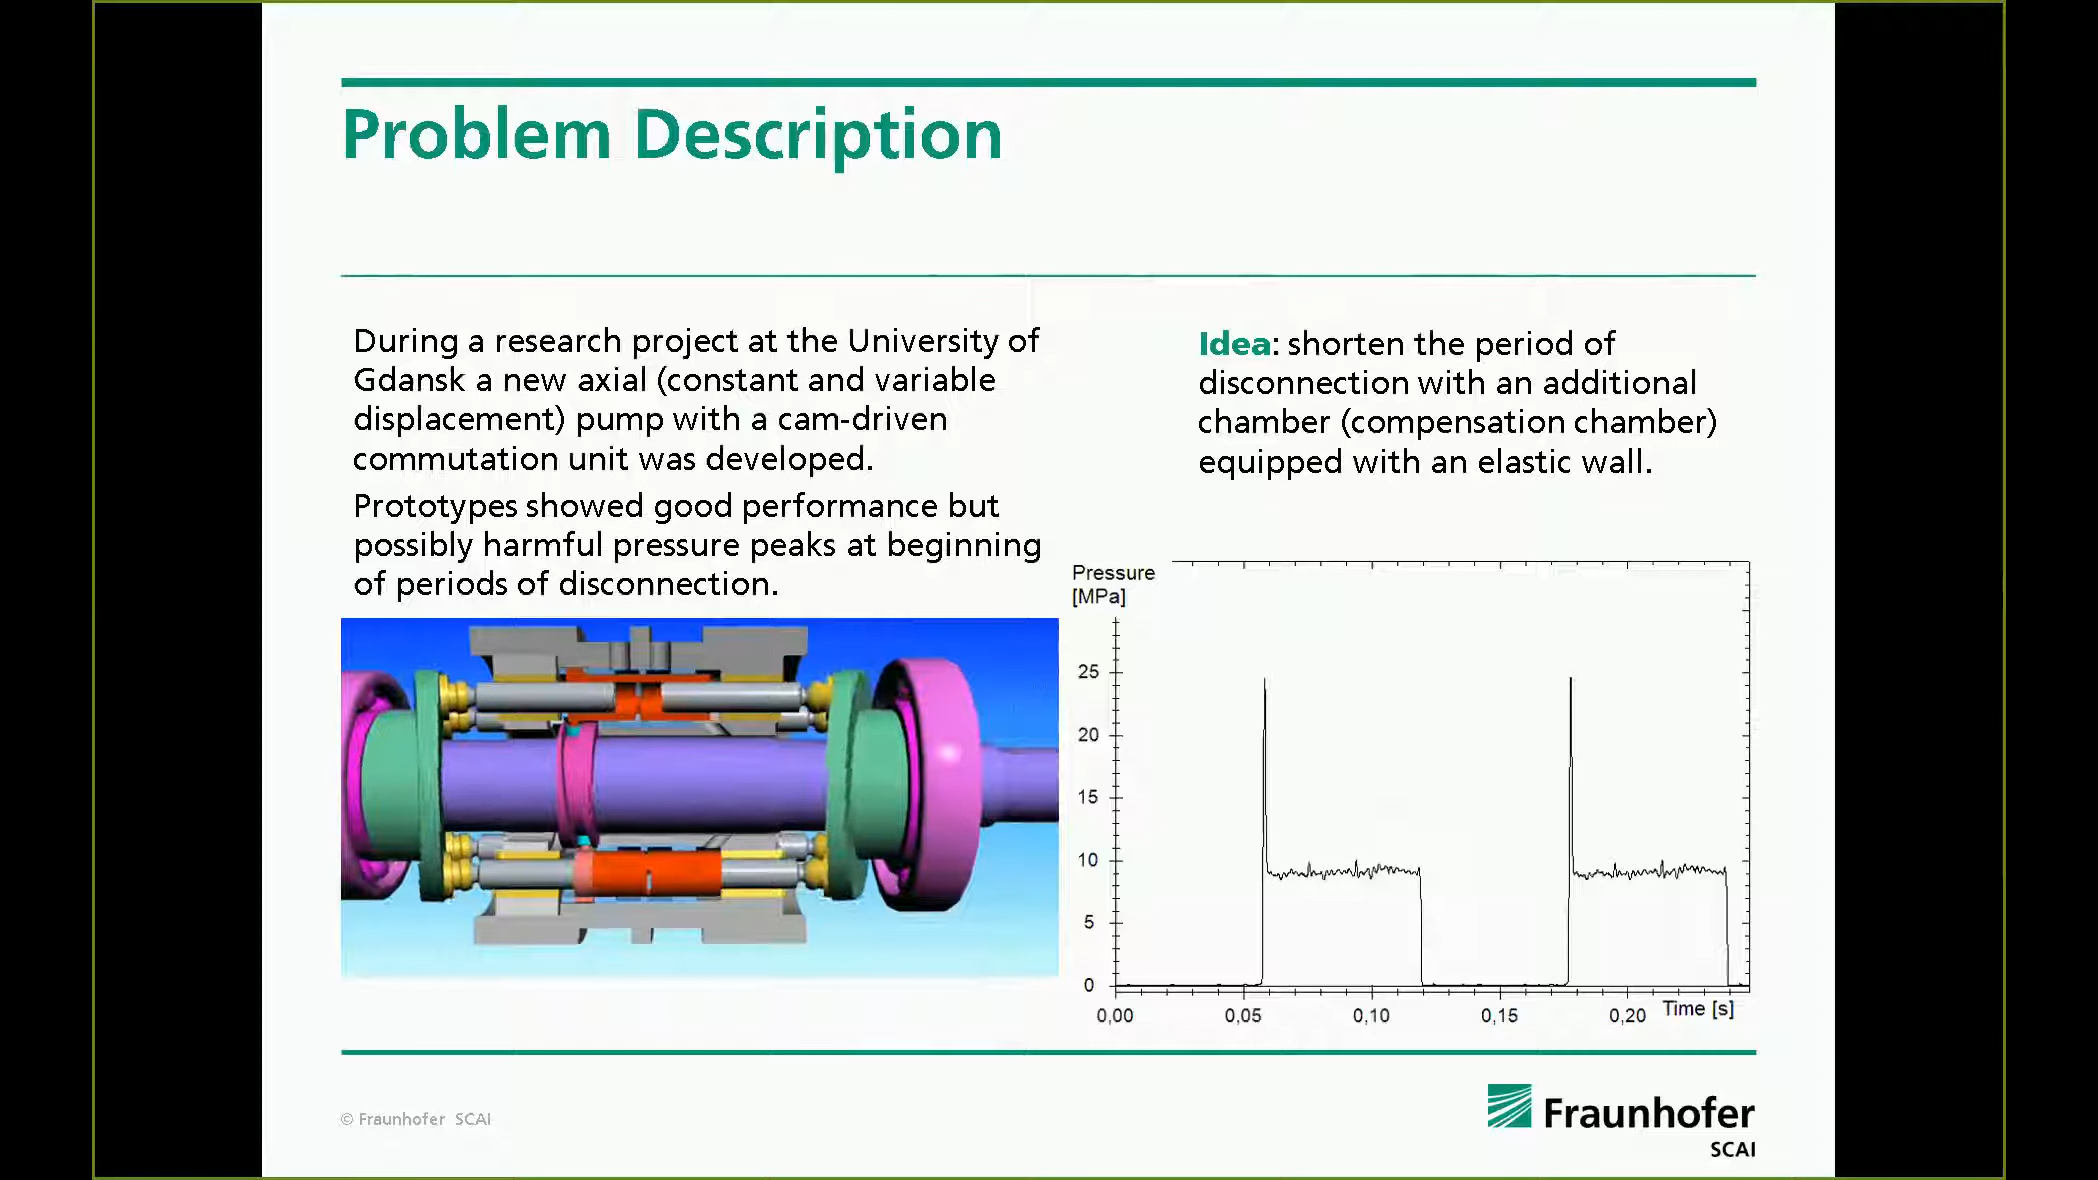 Problem Description
During a research project at the University of
Gdansk a new axial (constant and variable
displacement) pump with a cam-driven
commutation unit was developed.
Prototypes showed good performance but
possibly harmful pressure peaks at beginning
of periods of disconnection.
Idea: shorten the period of
disconnection with an additional
chamber (compensation chamber)
equipped with an elastic wall.
Pressure
[MPa]
25
20
15
10
5
0
0,00 0,05 0,10 0,15 0,20 Time [s]
© Fraunhofer SCAI
Fraunhofer
SCAI